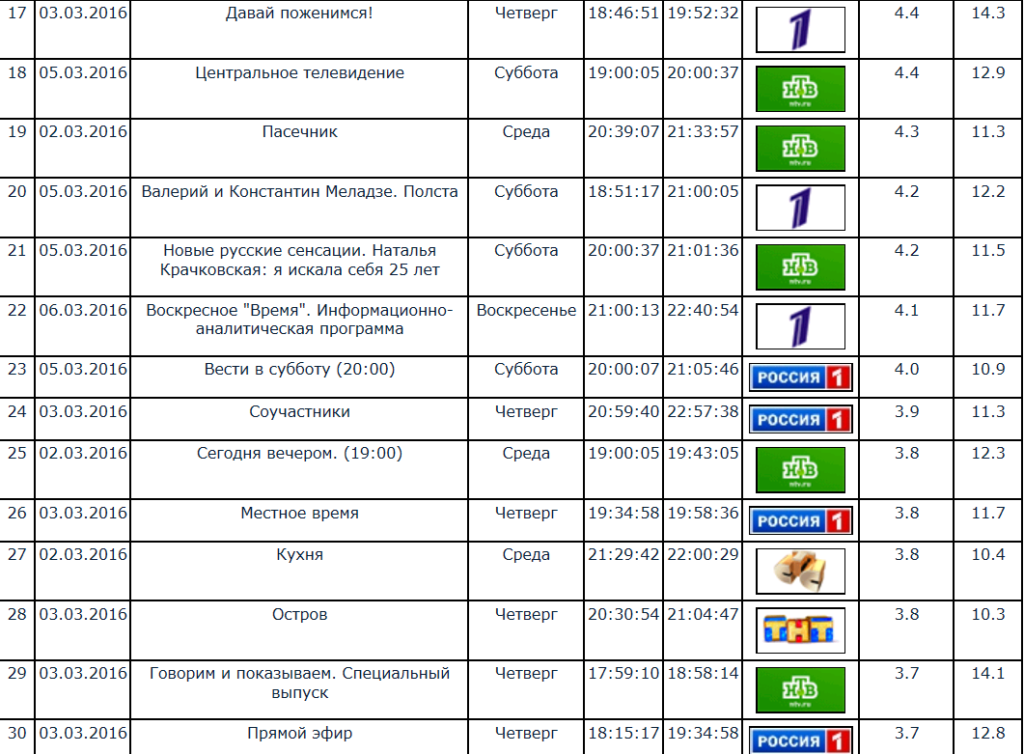 17 03.03.2016 Давай поженимся! Четверг 18:46:51 19:52:32 1 4.4 14.3
18 05.03.2016 Центральное телевидение Суббота 19:00:05 20:00:37 НТВ 4.4 12.9
ntv.ru
19 02.03.2016 Пасечник Среда 20:39:07 21:33:57 НТВ 4.3 11.3
ntv.ru
20 05.03.2016 Валерий и Константин Меладзе. Полста Суббота 18:51:17 21:00:05 1 4.2 12.2
21 05.03.2016 Новые русские сенсации. Наталья Суббота 20:00:37 21:01:36 НТВ 4.2 11.5
Крачковская: я искала себя 25 лет
ntv.ru
22 06.03.2016 Воскресное "Время". Информационно- Воскресенье 21:00:13 22:40:54 1 4.1 11.7
аналитическая программа
23 05.03.2016 Вести в субботу (20:00) Суббота 20:00:07 21:05:46 РОССИЯ 1 4.0 10.9
24 03.03.2016 Соучастники Четверг 20:59:40 22:57:38 РОССИЯ 1 3.9 11.3
25 02.03.2016 Сегодня вечером. (19:00) Среда 19:00:05 19:43:05 НТВ 3.8 12.3
ntv.ru
26 03.03.2016 Местное время Четверг 19:34:58 19:58:36 РОССИЯ 1 3.8 11.7
27 02.03.2016 Кухня Среда 21:29:42 22:00:29 СТС 3.8 10.4
28 03.03.2016 Остров Четверг 20:30:54 21:04:47 ТНТ 3.8 10.3
29 03.03.2016 Говорим и показываем. Специальный Четверг 17:59:10 18:58:14 НТВ 3.7 14.1
выпуск
ntv.ru
30 03.03.2016 Прямой эфир Четверг 18:15:17 19:34:58 РОССИЯ 1 3.7 12.8